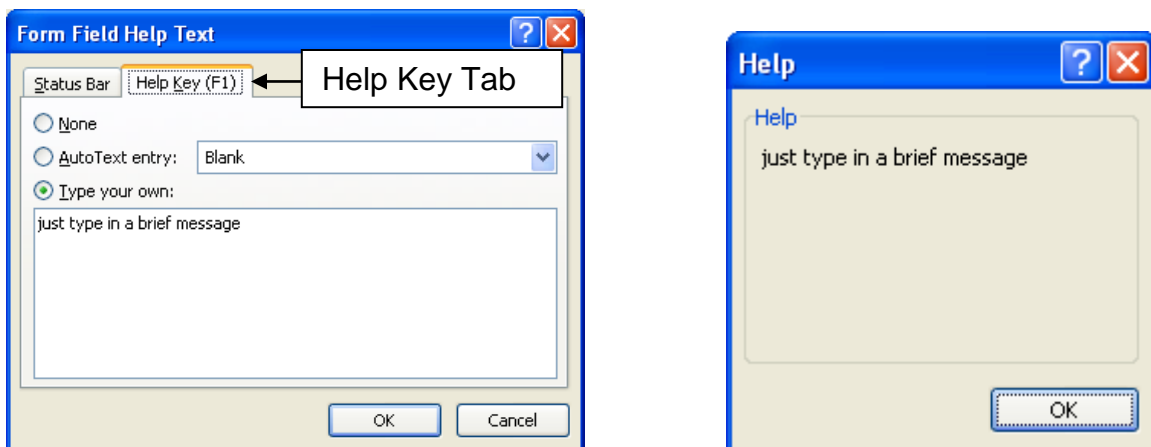 Form Field Help Text
Status Bar
Help Key (F1)
Help Key Tab
None
AutoText entry:
Blank
Type your own:
just type in a brief message
OK
Cancel
Help
Help
just type in a brief message
OK